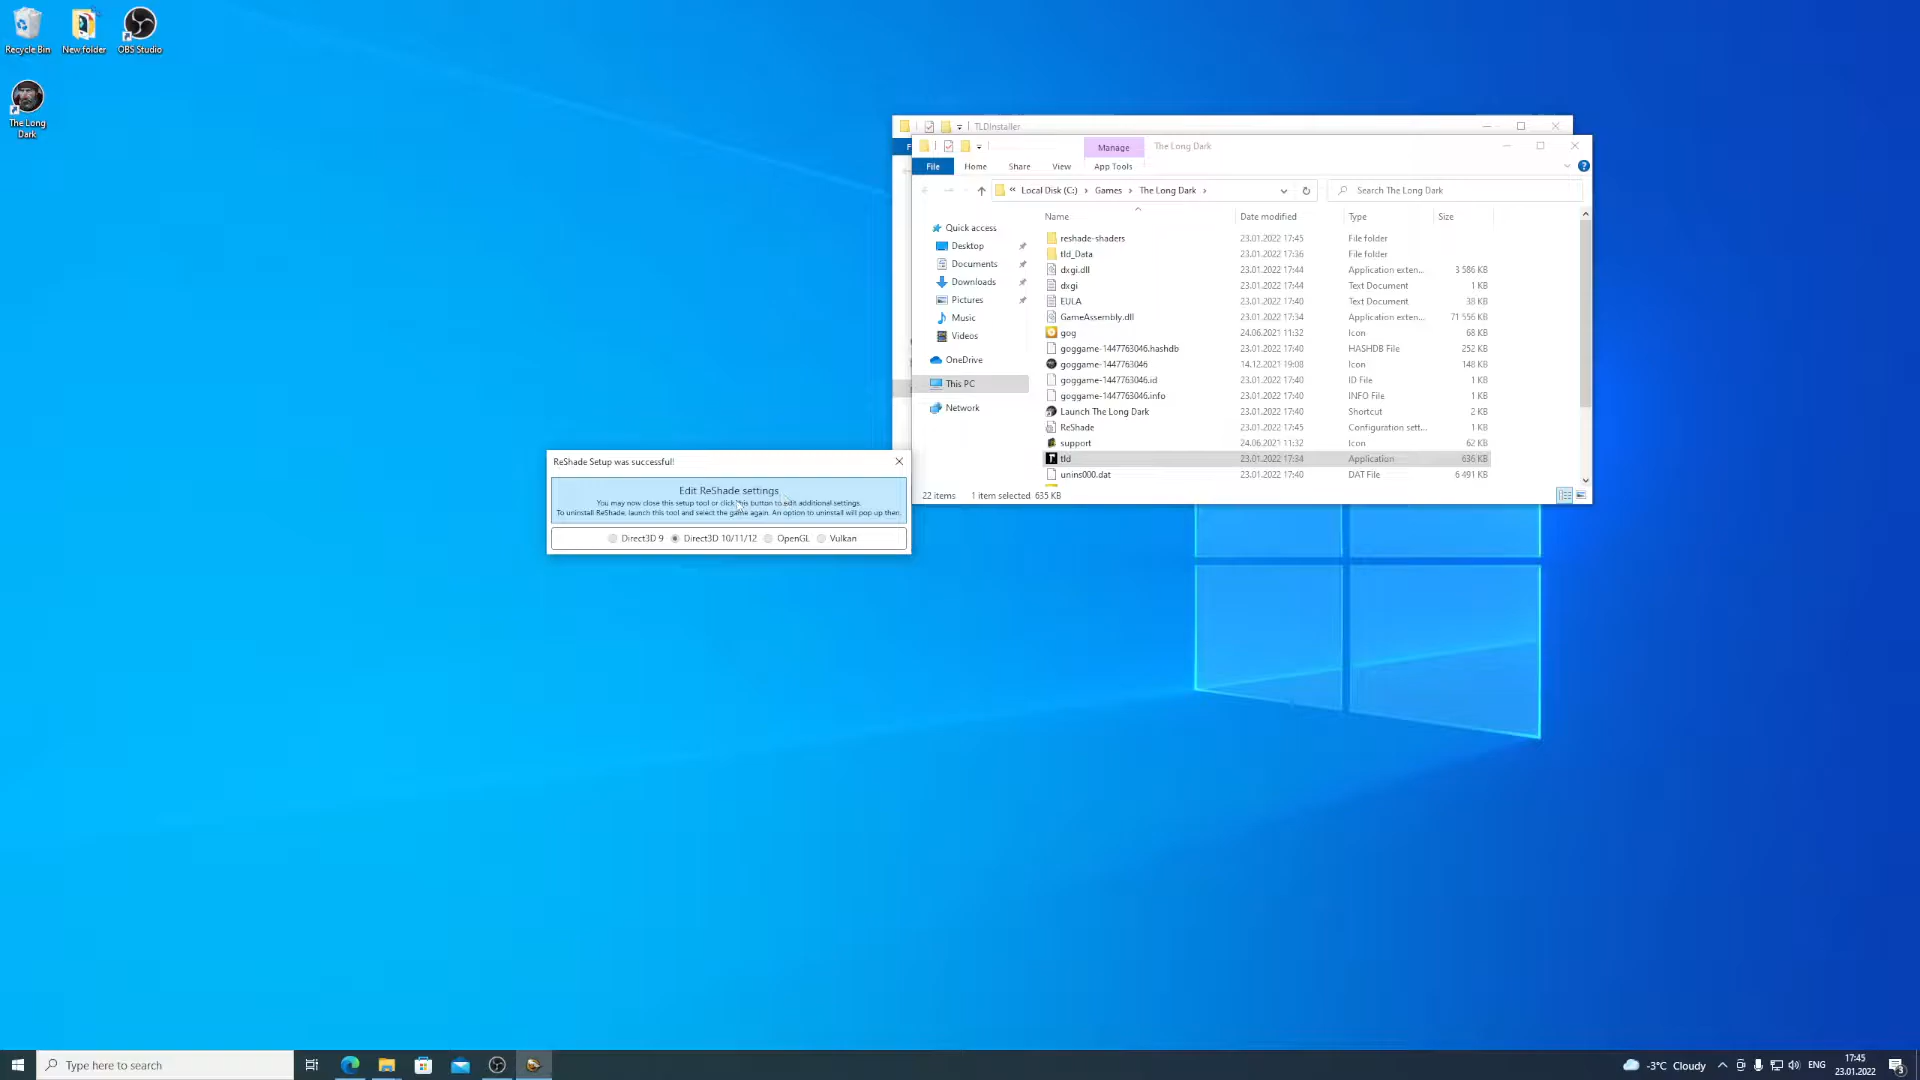 Recycle Bin
New folder
OBS Studio
The Long
Dark
TLDInstaller
Manage
The Long Dark
File
Home
Share
View
App Tools
« Local Disk (C:) › Games › The Long Dark ›
Search The Long Dark
Name
Date modified
Type
Size
Quick access
Desktop
Documents
Downloads
Pictures
Music
Videos
OneDrive
This PC
Network
reshade-shaders 23.01.2022 17:45 File folder
tld_Data 23.01.2022 17:36 File folder
dxgi.dll 23.01.2022 17:44 Application exten... 3 586 KB
dxgi 23.01.2022 17:44 Text Document 1 KB
EULA 23.01.2022 17:40 Text Document 38 KB
GameAssembly.dll 23.01.2022 17:34 Application exten... 71 556 KB
gog 24.06.2021 11:32 Icon 68 KB
goggame-1447763046.hashdb 23.01.2022 17:40 HASHDB File 252 KB
goggame-1447763046 14.12.2021 19:08 Icon 148 KB
goggame-1447763046.id 23.01.2022 17:40 ID File 1 KB
goggame-1447763046.info 23.01.2022 17:40 INFO File 1 KB
Launch The Long Dark 23.01.2022 17:40 Shortcut 2 KB
ReShade 23.01.2022 17:45 Configuration sett... 1 KB
support 24.06.2021 11:32 Icon 62 KB
tld 23.01.2022 17:34 Application 636 KB
unins000.dat 23.01.2022 17:40 DAT File 6 491 KB
22 items 1 item selected 635 KB
ReShade Setup was successful!
Edit ReShade settings
You may now close this setup tool or click this button to edit additional settings.
To uninstall ReShade, launch this tool and select the game again. An option to uninstall will pop up then.
Direct3D 9 Direct3D 10/11/12 OpenGL Vulkan
Type here to search
-3°C Cloudy
ENG
17:45
23.01.2022
3